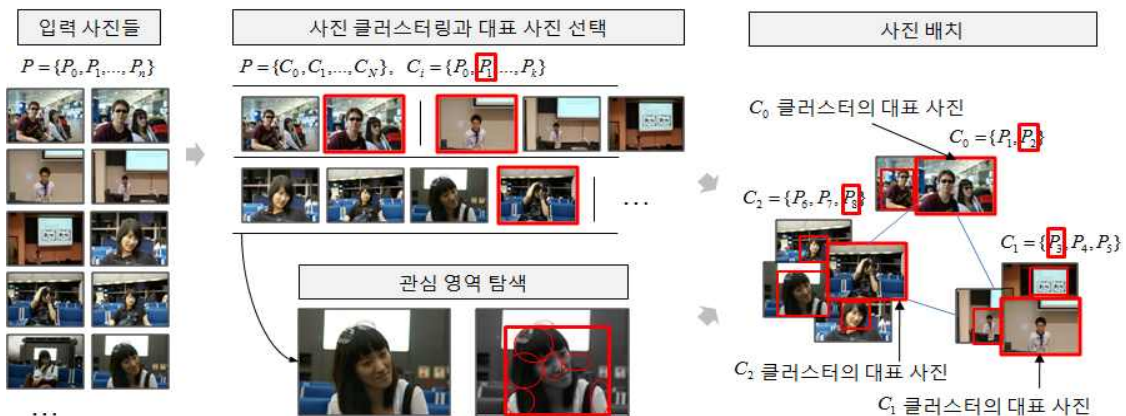 입력 사진들
P = {P₀, P₁, ..., Pₙ}
...
사진 클러스터링과 대표 사진 선택
P = {C₀, C₁, ..., C_N}, C_i = {P₀, P₁, ..., P_k}
...
관심 영역 탐색
사진 배치
C₀ 클러스터의 대표 사진
C₀ = {P₁, P₂}
C₂ = {P₆, P₇, P₈}
C₁ = {P₃, P₄, P₅}
C₂ 클러스터의 대표 사진
C₁ 클러스터의 대표 사진